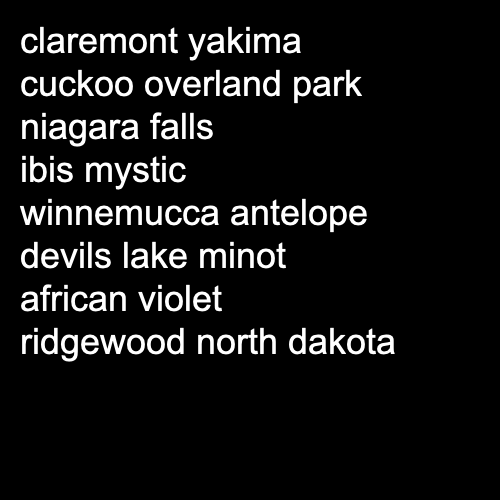 claremont yakima
cuckoo overland park
niagara falls
ibis mystic
winnemucca antelope
devils lake minot
african violet
ridgewood north dakota